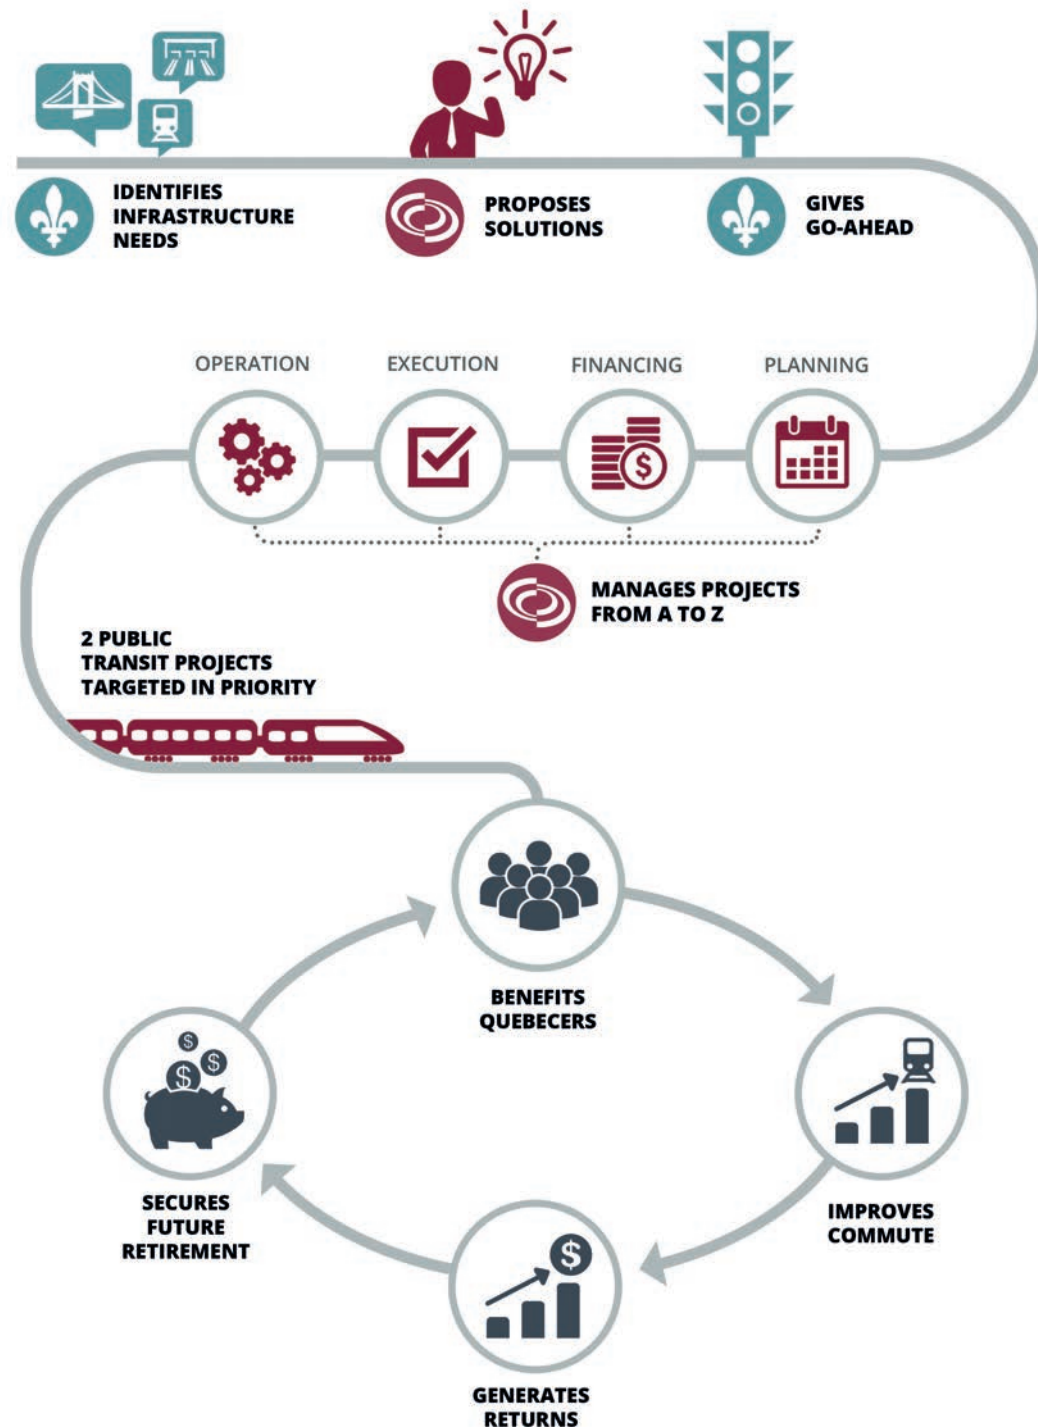 IDENTIFIES
INFRASTRUCTURE
NEEDS
PROPOSES
SOLUTIONS
GIVES
GO-AHEAD
OPERATION
EXECUTION
FINANCING
PLANNING
$
MANAGES PROJECTS
FROM A TO Z
2 PUBLIC
TRANSIT PROJECTS
TARGETED IN PRIORITY
BENEFITS
QUEBECERS
$
$
$
SECURES
FUTURE
RETIREMENT
IMPROVES
COMMUTE
$
GENERATES
RETURNS